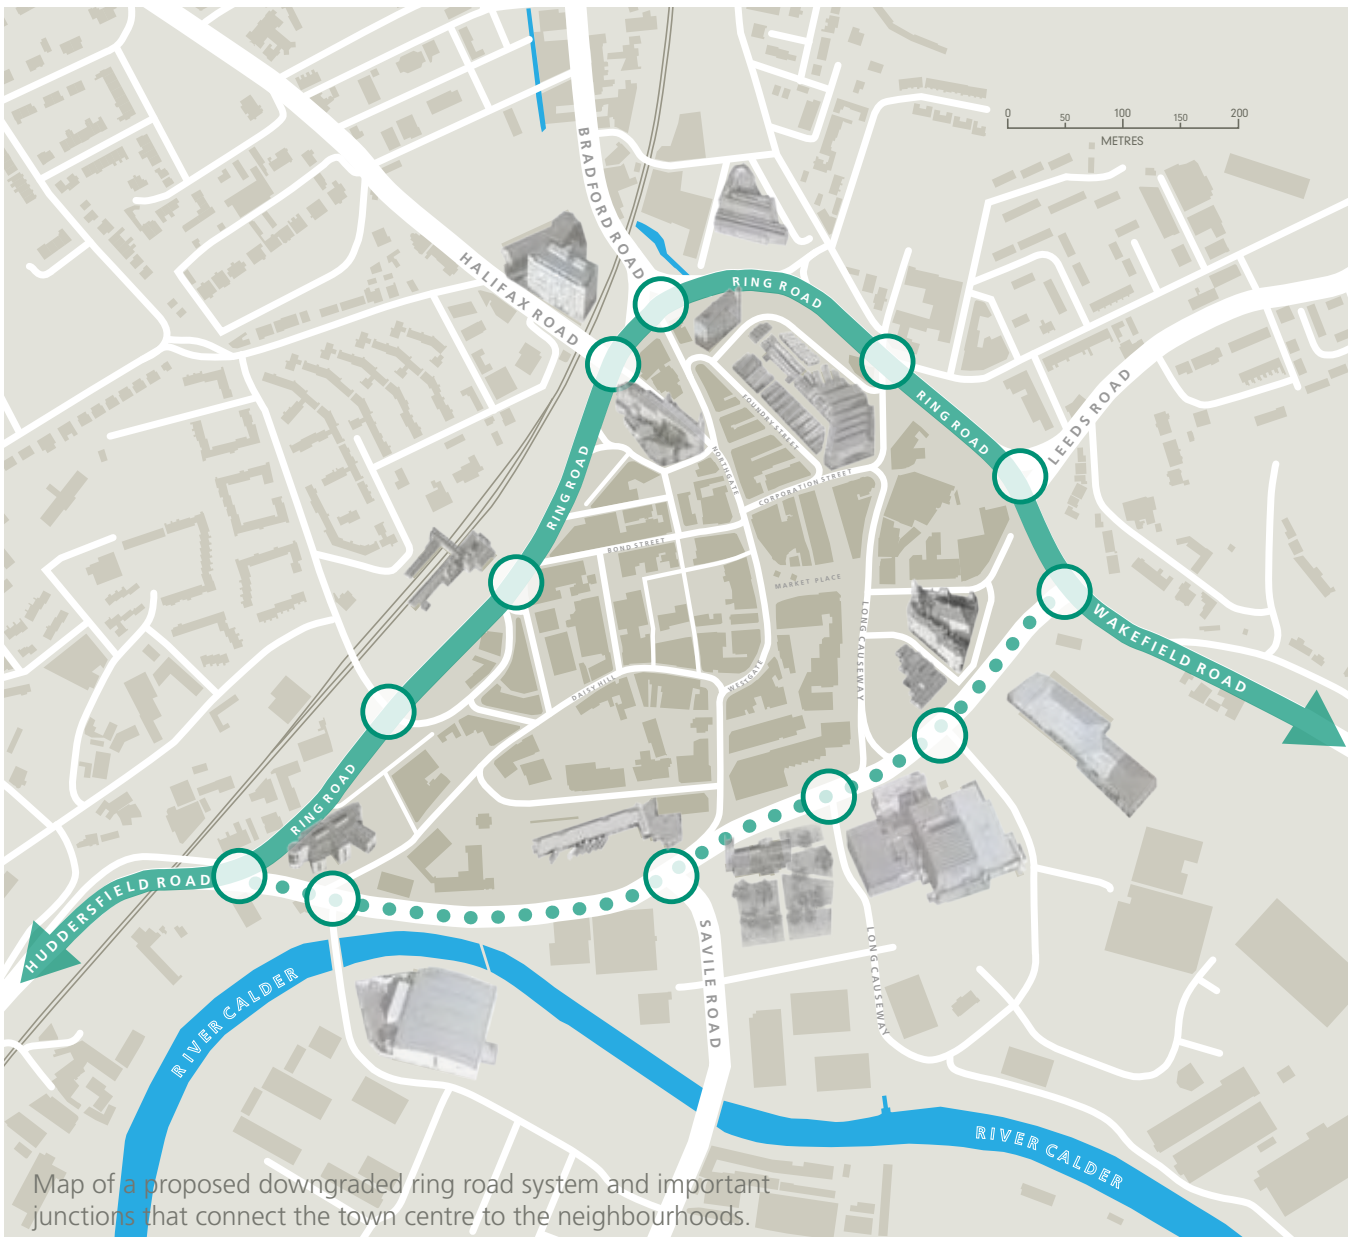 0 50 100 150 200
METRES
BRADFORD ROAD
HALIFAX ROAD
RING ROAD
RING ROAD
LEEDS ROAD
FOUNDRY STREET
NORTHGATE
CORPORATION STREET
RING ROAD
BOND STREET
MARKET PLACE
LONG CAUSEWAY
WAKEFIELD ROAD
WESTGATE
DAISY HILL
RING ROAD
HUDDERSFIELD ROAD
SAVILE ROAD
LONG CAUSEWAY
RIVER CALDER
RIVER CALDER
Map of a proposed downgraded ring road system and important
junctions that connect the town centre to the neighbourhoods.